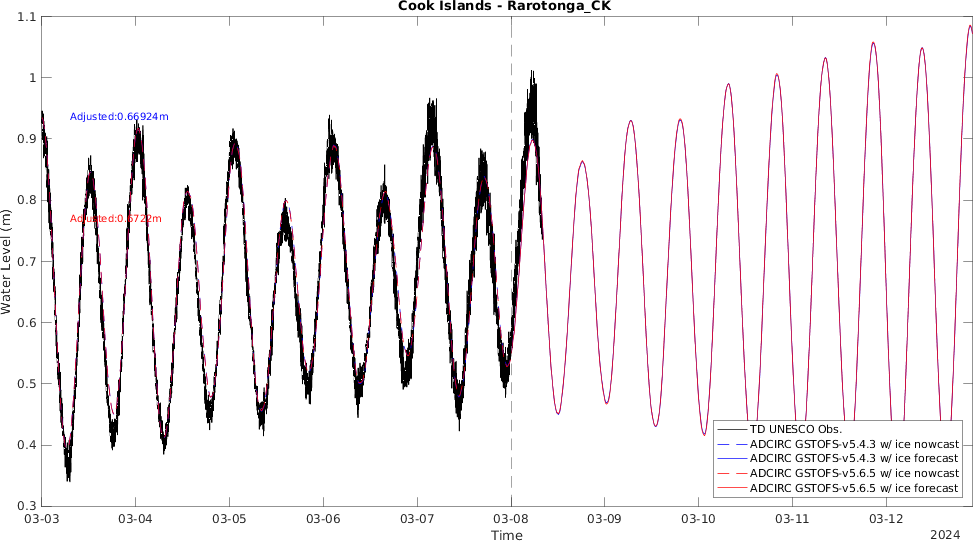 Cook Islands - Rarotonga_CK
1.1
1
0.9
0.8
0.7
0.6
0.5
0.4
0.3
Water Level (m)
Adjusted:0.66924m
Adjusted:0.6722m
TD UNESCO Obs.
ADCIRC GSTOFS-v5.4.3 w/ ice nowcast
ADCIRC GSTOFS-v5.4.3 w/ ice forecast
ADCIRC GSTOFS-v5.6.5 w/ ice nowcast
ADCIRC GSTOFS-v5.6.5 w/ ice forecast
03-03 03-04 03-05 03-06 03-07 03-08 03-09 03-10 03-11 03-12
Time
2024